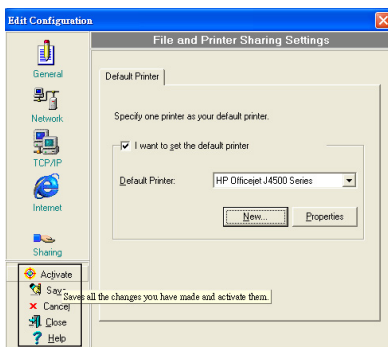 Edit Configuration
File and Printer Sharing Settings
General
Network
TCP/IP
Internet
Sharing
Activate
Save
Cancel
Close
Help
Saves all the changes you have made and activate them.
Default Printer
Specify one printer as your default printer.
I want to set the default printer
Default Printer:
HP Officejet J4500 Series
New...
Properties